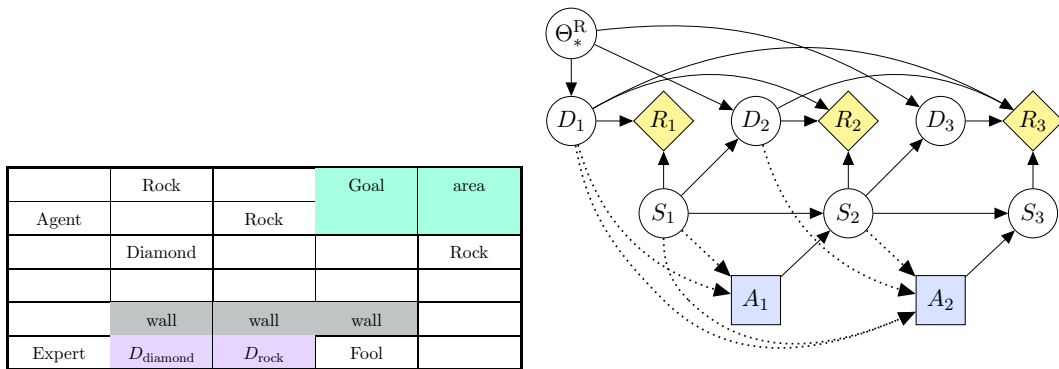 Rock Goal area
Agent Rock
Diamond Rock
wall wall wall
Expert D_diamond D_rock Fool
Θ_*^R
D_1 R_1 D_2 R_2 D_3 R_3
S_1 S_2 S_3
A_1 A_2